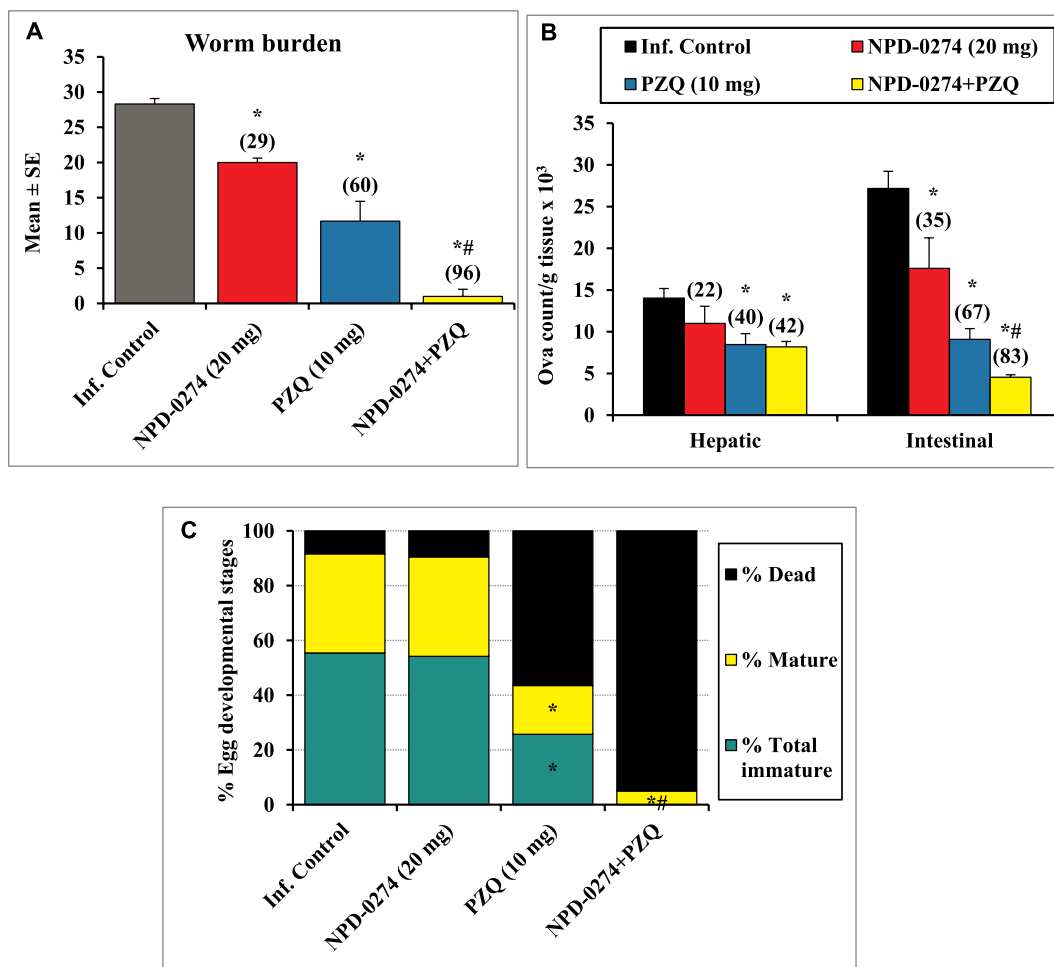 A
Worm burden
Mean ± SE
35
30
25
20
15
10
5
0
*
(29)
*
(60)
*#
(96)
Inf. Control
NPD-0274 (20 mg)
PZQ (10 mg)
NPD-0274+PZQ
B
Inf. Control
NPD-0274 (20 mg)
PZQ (10 mg)
NPD-0274+PZQ
Ova count/g tissue x 10³
35
30
25
20
15
10
5
0
(22)
*
(40)
*
(42)
*
(35)
*
(67)
*#
(83)
Hepatic
Intestinal
C
% Egg developmental stages
100
80
60
40
20
0
*
*
*#
Inf. Control
NPD-0274 (20 mg)
PZQ (10 mg)
NPD-0274+PZQ
% Dead
% Mature
% Total
immature